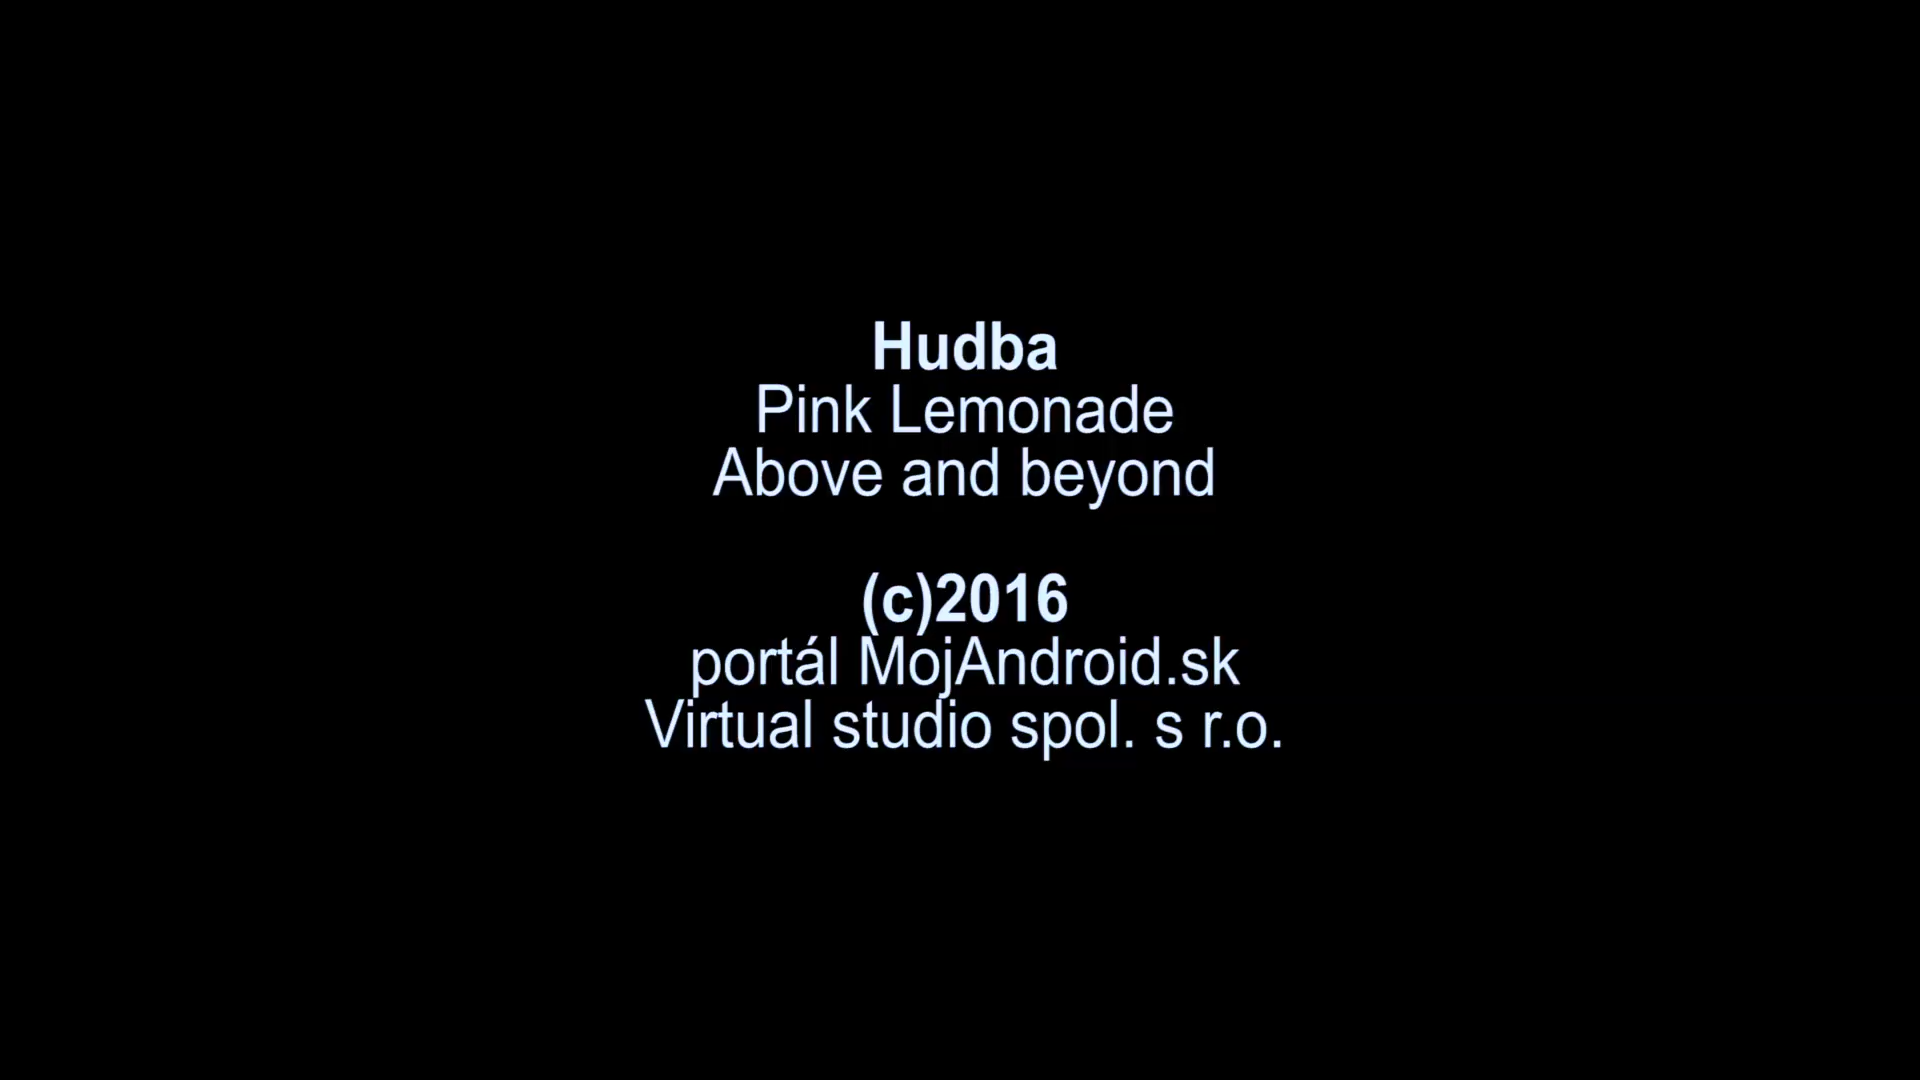 Hudba
Pink Lemonade
Above and beyond
(c)2016
portál MojAndroid.sk
Virtual studio spol. s r.o.